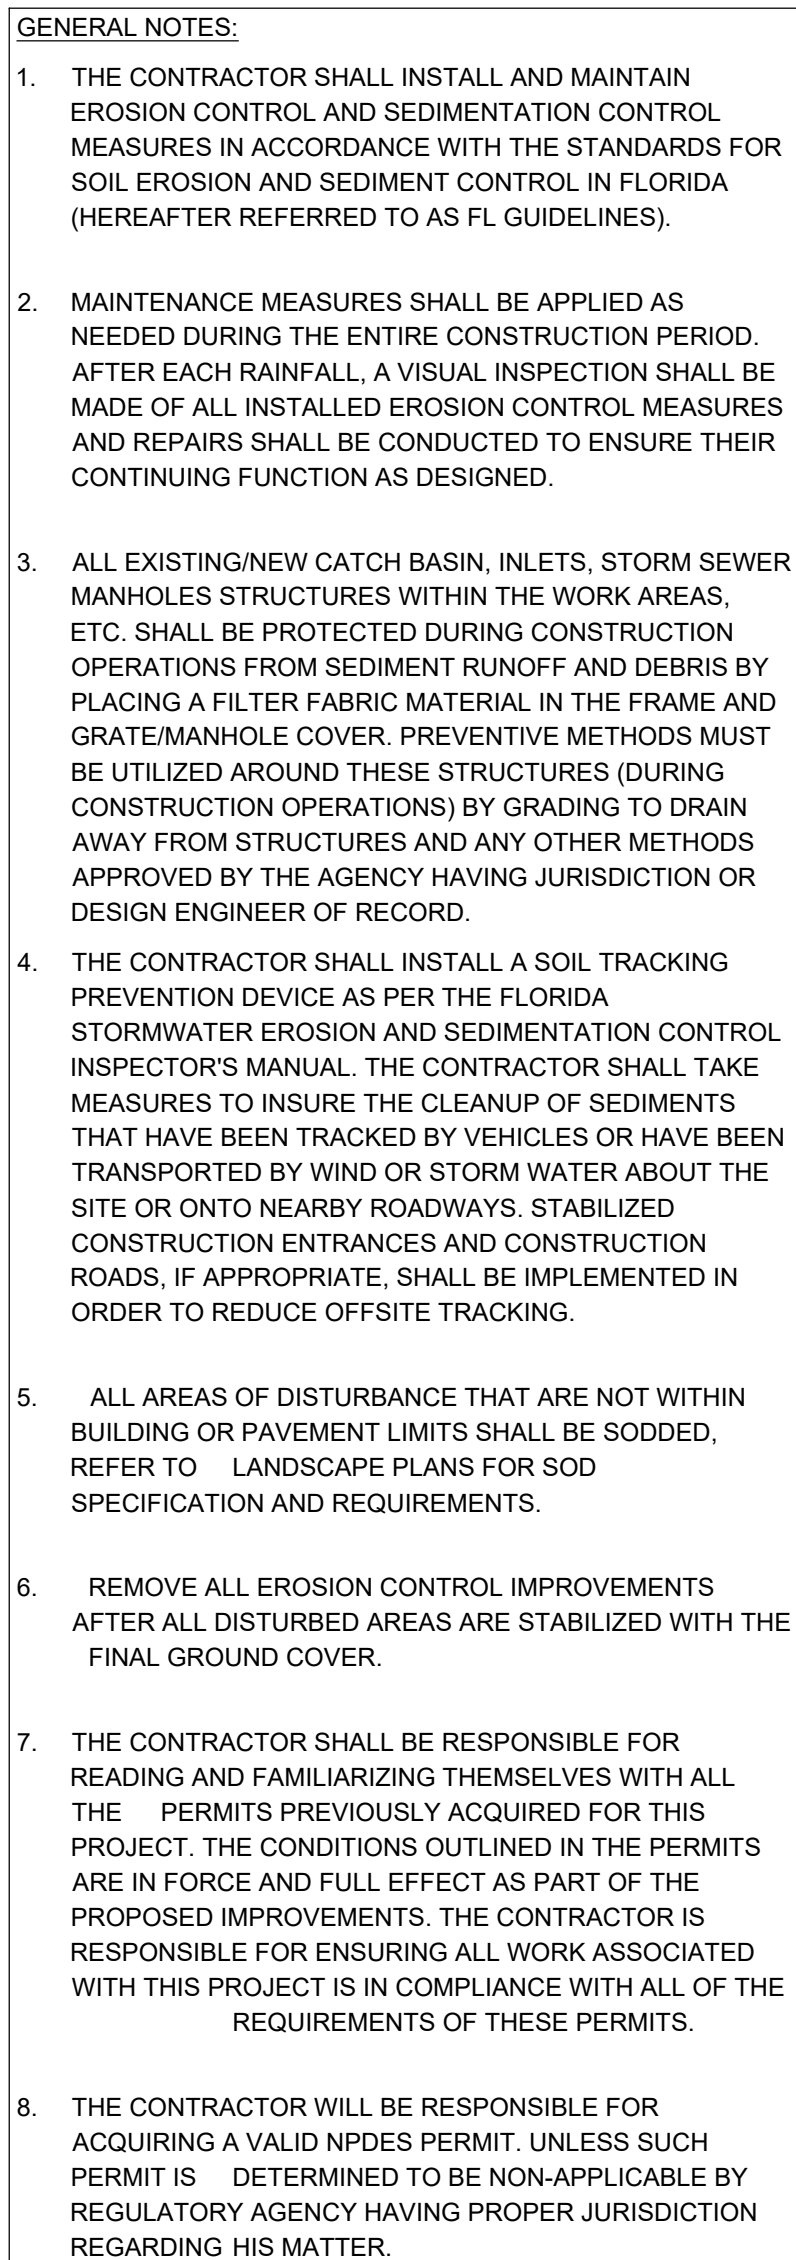 GENERAL NOTES:
1. THE CONTRACTOR SHALL INSTALL AND MAINTAIN
EROSION CONTROL AND SEDIMENTATION CONTROL
MEASURES IN ACCORDANCE WITH THE STANDARDS FOR
SOIL EROSION AND SEDIMENT CONTROL IN FLORIDA
(HEREAFTER REFERRED TO AS FL GUIDELINES).
2. MAINTENANCE MEASURES SHALL BE APPLIED AS
NEEDED DURING THE ENTIRE CONSTRUCTION PERIOD.
AFTER EACH RAINFALL, A VISUAL INSPECTION SHALL BE
MADE OF ALL INSTALLED EROSION CONTROL MEASURES
AND REPAIRS SHALL BE CONDUCTED TO ENSURE THEIR
CONTINUING FUNCTION AS DESIGNED.
3. ALL EXISTING/NEW CATCH BASIN, INLETS, STORM SEWER
MANHOLES STRUCTURES WITHIN THE WORK AREAS,
ETC. SHALL BE PROTECTED DURING CONSTRUCTION
OPERATIONS FROM SEDIMENT RUNOFF AND DEBRIS BY
PLACING A FILTER FABRIC MATERIAL IN THE FRAME AND
GRATE/MANHOLE COVER. PREVENTIVE METHODS MUST
BE UTILIZED AROUND THESE STRUCTURES (DURING
CONSTRUCTION OPERATIONS) BY GRADING TO DRAIN
AWAY FROM STRUCTURES AND ANY OTHER METHODS
APPROVED BY THE AGENCY HAVING JURISDICTION OR
DESIGN ENGINEER OF RECORD.
4. THE CONTRACTOR SHALL INSTALL A SOIL TRACKING
PREVENTION DEVICE AS PER THE FLORIDA
STORMWATER EROSION AND SEDIMENTATION CONTROL
INSPECTOR'S MANUAL. THE CONTRACTOR SHALL TAKE
MEASURES TO INSURE THE CLEANUP OF SEDIMENTS
THAT HAVE BEEN TRACKED BY VEHICLES OR HAVE BEEN
TRANSPORTED BY WIND OR STORM WATER ABOUT THE
SITE OR ONTO NEARBY ROADWAYS. STABILIZED
CONSTRUCTION ENTRANCES AND CONSTRUCTION
ROADS, IF APPROPRIATE, SHALL BE IMPLEMENTED IN
ORDER TO REDUCE OFFSITE TRACKING.
5. ALL AREAS OF DISTURBANCE THAT ARE NOT WITHIN
BUILDING OR PAVEMENT LIMITS SHALL BE SODDED,
REFER TO LANDSCAPE PLANS FOR SOD
SPECIFICATION AND REQUIREMENTS.
6. REMOVE ALL EROSION CONTROL IMPROVEMENTS
AFTER ALL DISTURBED AREAS ARE STABILIZED WITH THE
FINAL GROUND COVER.
7. THE CONTRACTOR SHALL BE RESPONSIBLE FOR
READING AND FAMILIARIZING THEMSELVES WITH ALL
THE PERMITS PREVIOUSLY ACQUIRED FOR THIS
PROJECT. THE CONDITIONS OUTLINED IN THE PERMITS
ARE IN FORCE AND FULL EFFECT AS PART OF THE
PROPOSED IMPROVEMENTS. THE CONTRACTOR IS
RESPONSIBLE FOR ENSURING ALL WORK ASSOCIATED
WITH THIS PROJECT IS IN COMPLIANCE WITH ALL OF THE
REQUIREMENTS OF THESE PERMITS.
8. THE CONTRACTOR WILL BE RESPONSIBLE FOR
ACQUIRING A VALID NPDES PERMIT. UNLESS SUCH
PERMIT IS DETERMINED TO BE NON-APPLICABLE BY
REGULATORY AGENCY HAVING PROPER JURISDICTION
REGARDING HIS MATTER.